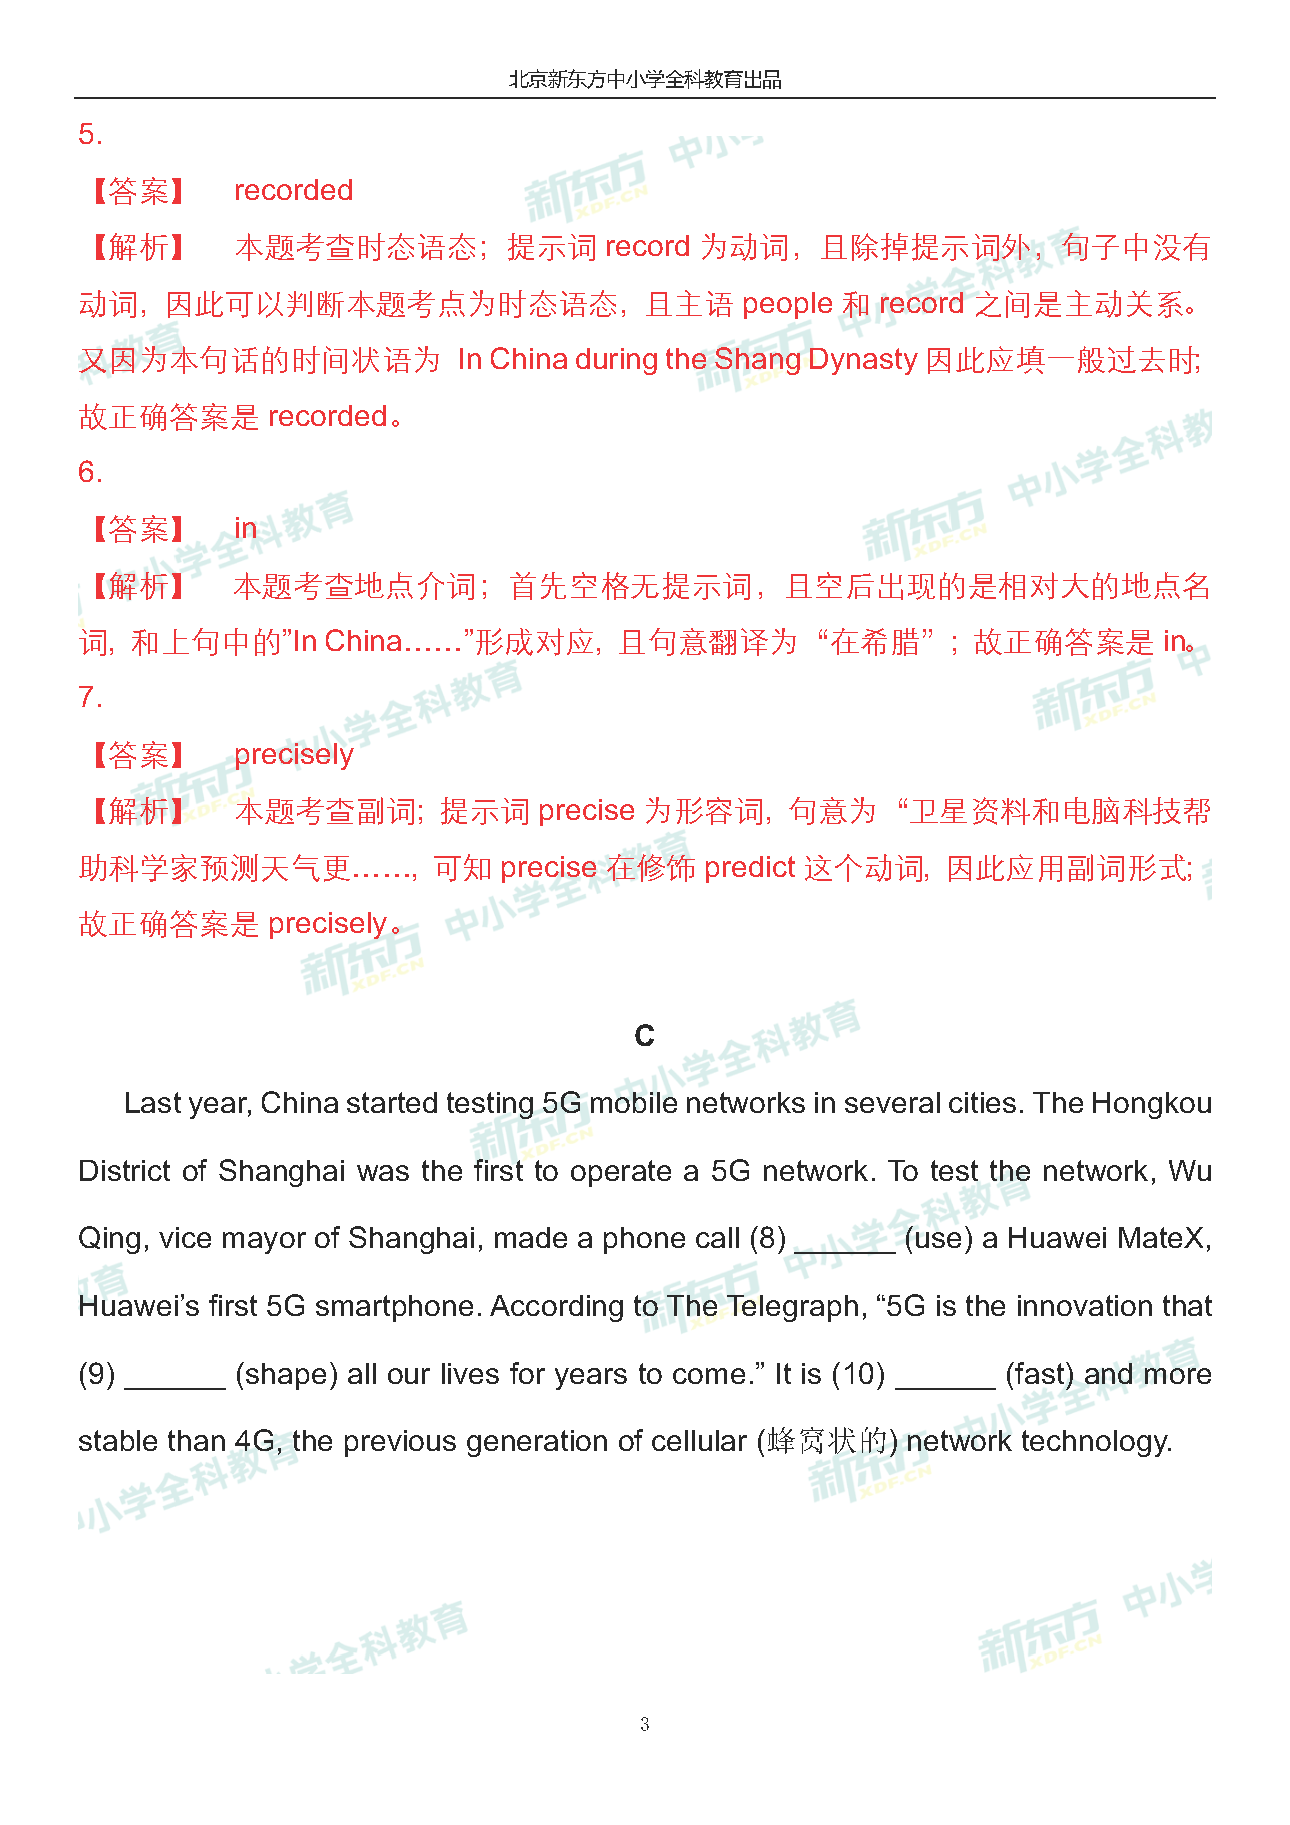 北京新东方中小学全科教育出品
5.
【答案】 recorded
【解析】 本题考查时态语态；提示词 record 为动词，且除掉提示词外，句子中没有
动词，因此可以判断本题考点为时态语态，且主语 people 和 record 之间是主动关系。
又因为本句话的时间状语为 In China during the Shang Dynasty 因此应填一般过去时;
故正确答案是 recorded。
6.
【答案】 in
【解析】 本题考查地点介词；首先空格无提示词，且空后出现的是相对大的地点名
词，和上句中的”In China……”形成对应，且句意翻译为“在希腊”；故正确答案是 in。
7.
【答案】 precisely
【解析】 本题考查副词; 提示词 precise 为形容词, 句意为“卫星资料和电脑科技帮
助科学家预测天气更……, 可知 precise 在修饰 predict 这个动词, 因此应用副词形式;
故正确答案是 precisely。
C
Last year, China started testing 5G mobile networks in several cities. The Hongkou
District of Shanghai was the first to operate a 5G network. To test the network, Wu
Qing, vice mayor of Shanghai, made a phone call (8) ______ (use) a Huawei MateX,
Huawei’s first 5G smartphone. According to The Telegraph, “5G is the innovation that
(9) ______ (shape) all our lives for years to come.” It is (10) ______ (fast) and more
stable than 4G, the previous generation of cellular (蜂窝状的) network technology.
3